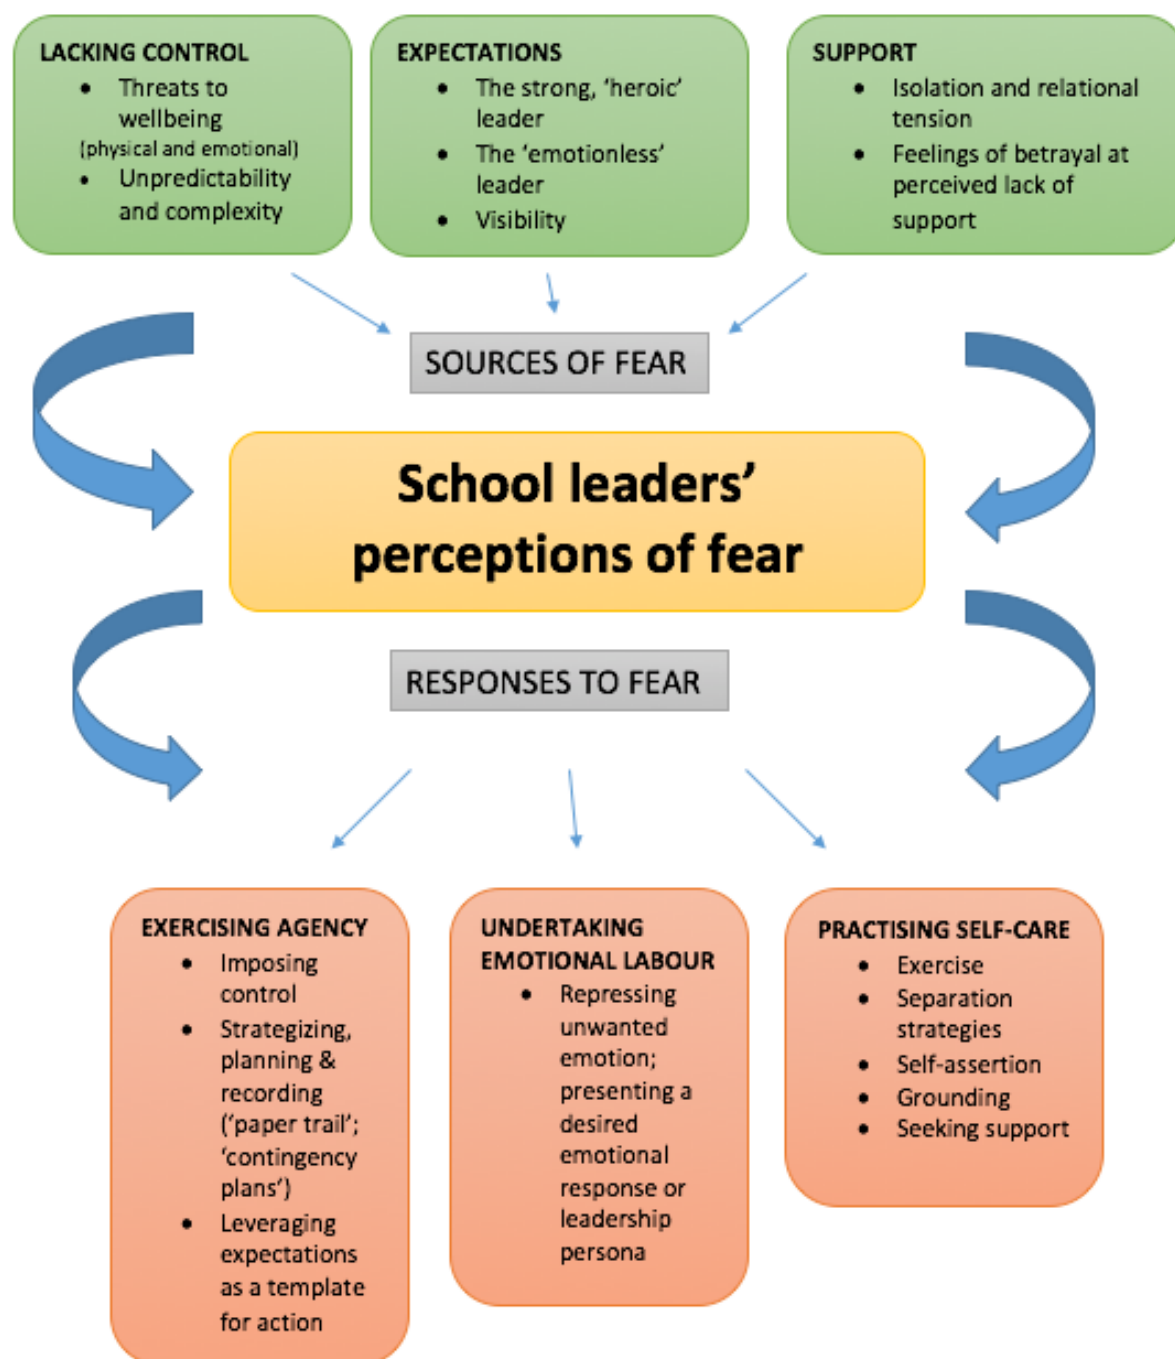 LACKING CONTROL
• Threats to
wellbeing
(physical and emotional)
• Unpredictability
and complexity
EXPECTATIONS
• The strong, ‘heroic’
leader
• The ‘emotionless’
leader
• Visibility
SUPPORT
• Isolation and relational
tension
• Feelings of betrayal at
perceived lack of
support
SOURCES OF FEAR
School leaders’
perceptions of fear
RESPONSES TO FEAR
EXERCISING AGENCY
• Imposing
control
• Strategizing,
planning &
recording
(‘paper trail’;
‘contingency
plans’)
• Leveraging
expectations
as a template
for action
UNDERTAKING
EMOTIONAL LABOUR
• Repressing
unwanted
emotion;
presenting a
desired
emotional
response or
leadership
persona
PRACTISING SELF-CARE
• Exercise
• Separation
strategies
• Self-assertion
• Grounding
• Seeking support